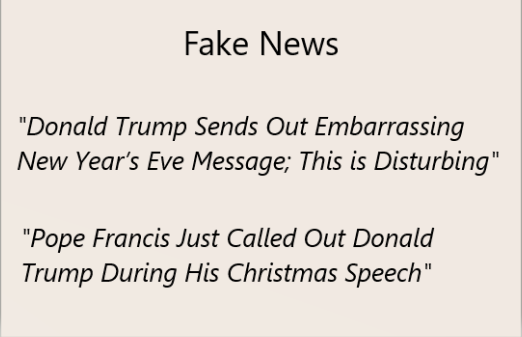 Fake News
"Donald Trump Sends Out Embarrassing
New Year’s Eve Message; This is Disturbing"
"Pope Francis Just Called Out Donald
Trump During His Christmas Speech"